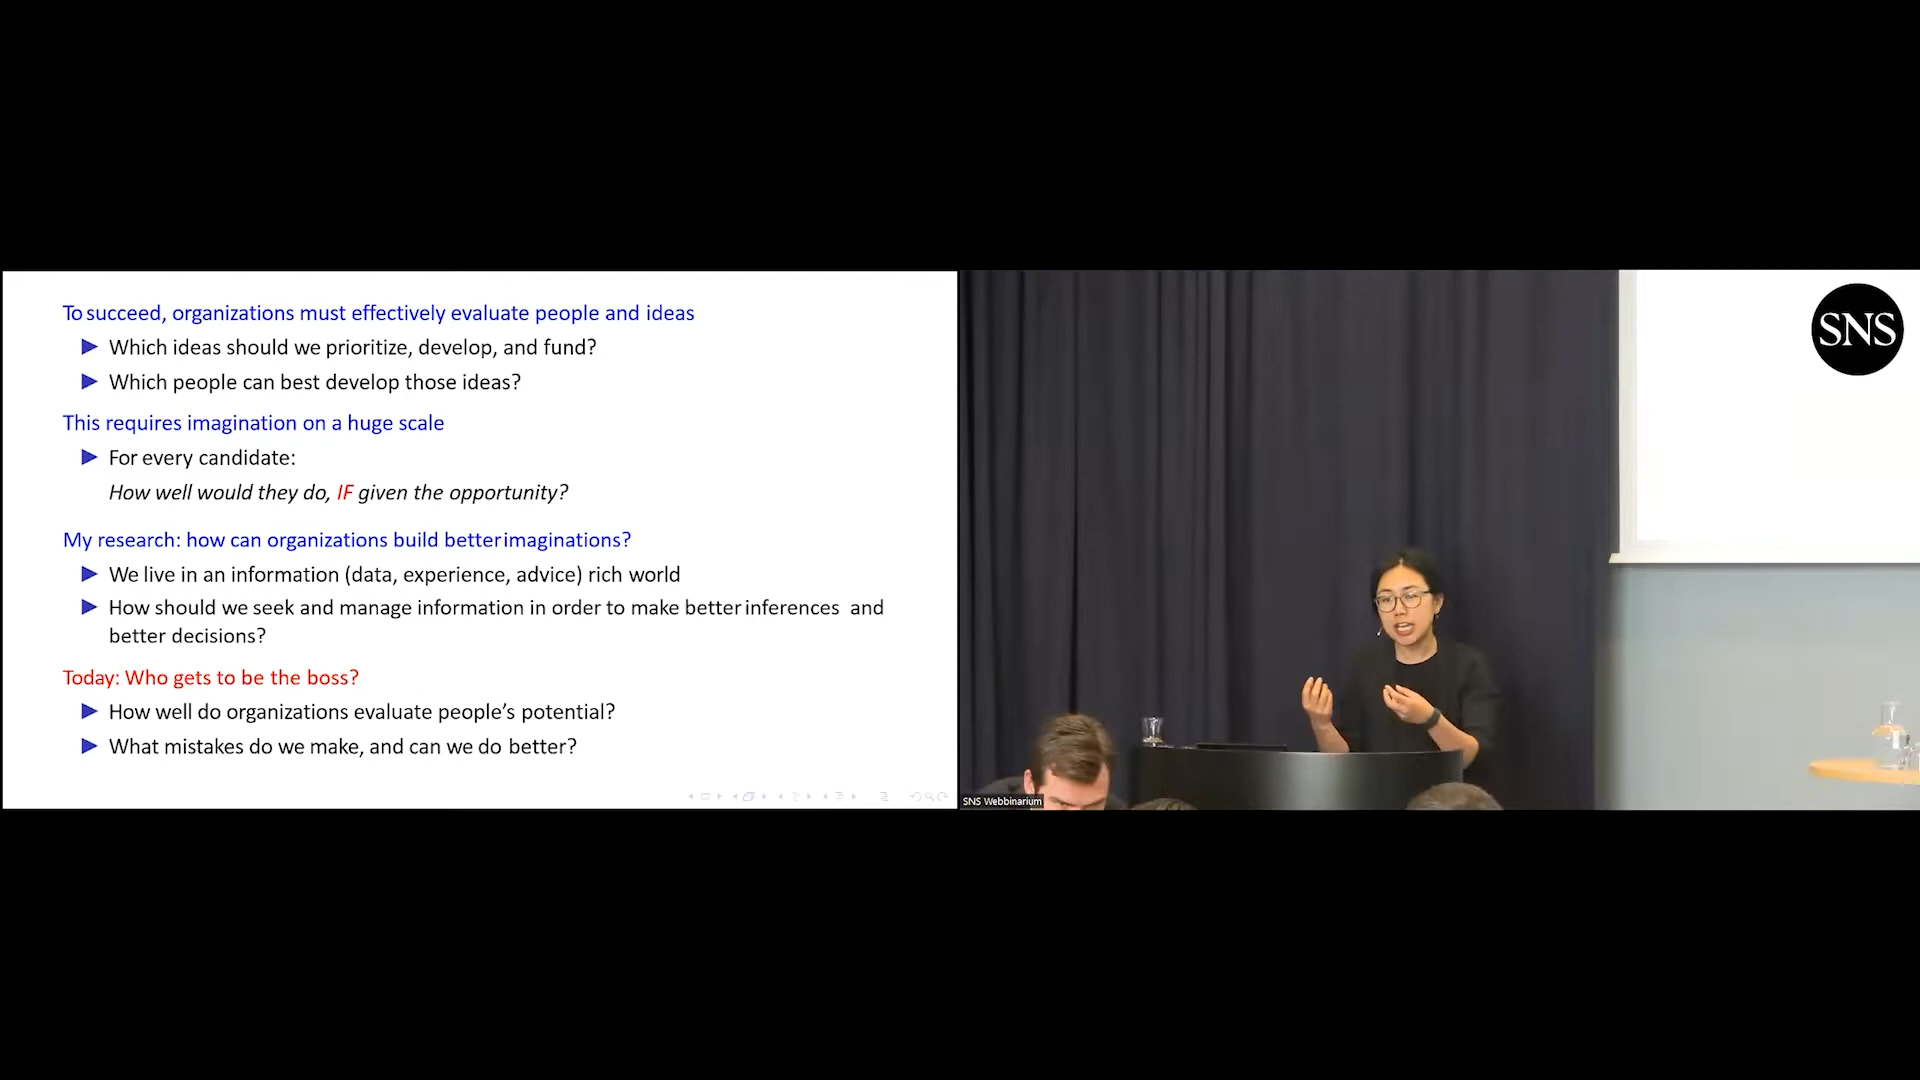 To succeed, organizations must effectively evaluate people and ideas
Which ideas should we prioritize, develop, and fund?
Which people can best develop those ideas?
This requires imagination on a huge scale
For every candidate:
How well would they do, IF given the opportunity?
My research: how can organizations build better imaginations?
We live in an information (data, experience, advice) rich world
How should we seek and manage information in order to make better inferences and
better decisions?
Today: Who gets to be the boss?
How well do organizations evaluate people's potential?
What mistakes do we make, and can we do better?
SNS
SNS Webbinarium